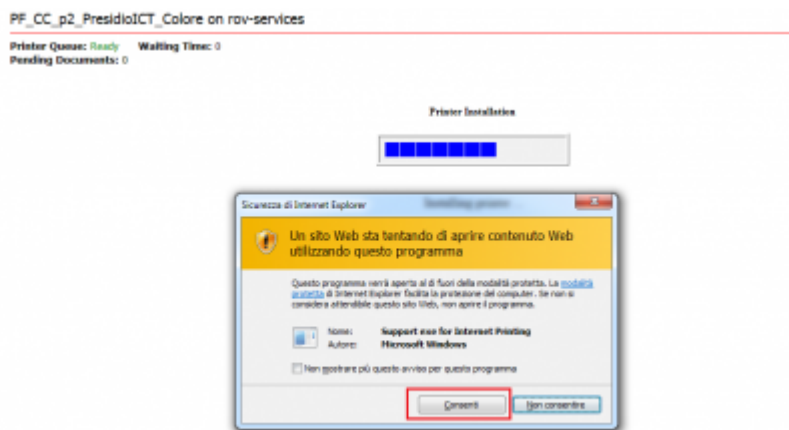 PF_CC_p2_PresidioICT_Colore on rov-services
Printer Queue: Ready Waiting Time: 0
Pending Documents: 0
Printer Installation
Sicurezza di Internet Explorer
Un sito Web sta tentando di aprire contenuto Web
utilizzando questo programma
Questo programma verrà aperto al di fuori della modalità protetta. La modalità
protetta di Internet Explorer facilita la protezione del computer. Se non si
considera attendibile questo sito Web, non aprire il programma.
Nome: Support exe for Internet Printing
Autore: Microsoft Windows
Non mostrare più questo avviso per questo programma
Consenti Non consentire